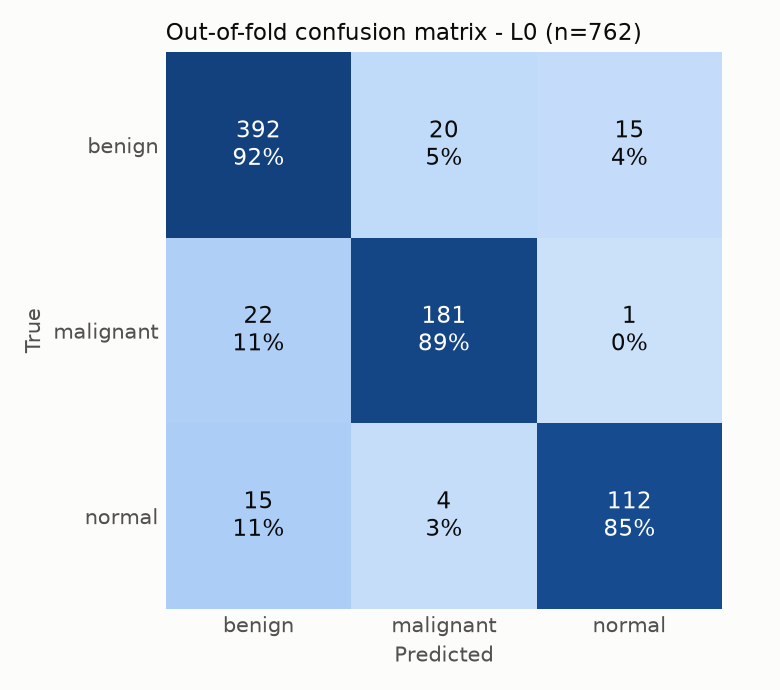 Out-of-fold confusion matrix - L0 (n=762)
True
benign
392
92%
20
5%
15
4%
malignant
22
11%
181
89%
1
0%
normal
15
11%
4
3%
112
85%
benign
malignant
normal
Predicted